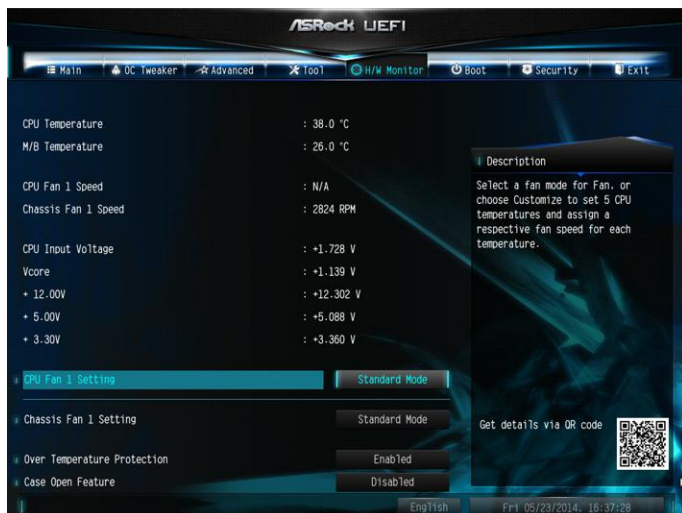 ASRock UEFI
Main OC Tweaker Advanced Tool H/W Monitor Boot Security Exit
CPU Temperature : 38.0 °C
M/B Temperature : 26.0 °C
CPU Fan 1 Speed : N/A
Chassis Fan 1 Speed : 2824 RPM
CPU Input Voltage : +1.728 V
Vcore : +1.139 V
+ 12.00V : +12.302 V
+ 5.00V : +5.088 V
+ 3.30V : +3.360 V
CPU Fan 1 Setting Standard Mode
Chassis Fan 1 Setting Standard Mode
Over Temperature Protection Enabled
Case Open Feature Disabled
Description
Select a fan mode for Fan, or
choose Customize to set 5 CPU
temperatures and assign a
respective fan speed for each
temperature.
Get details via QR code
English Fri 05/23/2014, 16:37:28